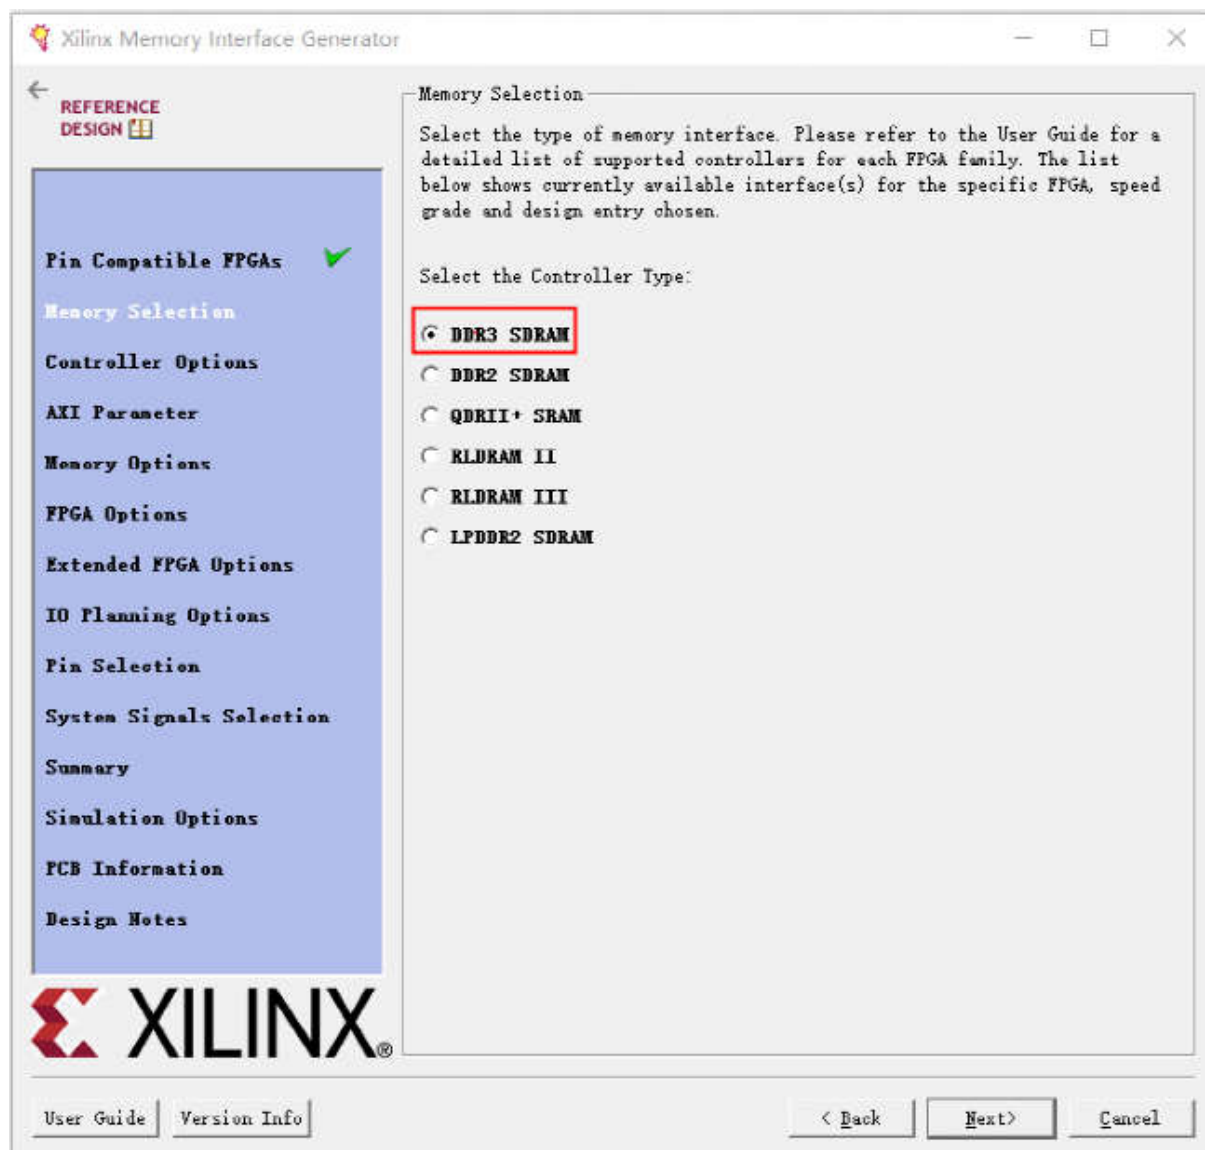 Xilinx Memory Interface Generator
REFERENCE
DESIGN
Pin Compatible FPGAs
Memory Selection
Controller Options
AXI Parameter
Memory Options
FPGA Options
Extended FPGA Options
IO Planning Options
Pin Selection
System Signals Selection
Summary
Simulation Options
PCB Information
Design Notes
XILINX®
Memory Selection
Select the type of memory interface. Please refer to the User Guide for a
detailed list of supported controllers for each FPGA family. The list
below shows currently available interface(s) for the specific FPGA, speed
grade and design entry chosen.
Select the Controller Type:
DDR3 SDRAM
DDR2 SDRAM
QDRII+ SRAM
RLDRAM II
RLDRAM III
LPDDR2 SDRAM
User Guide
Version Info
< Back
Next>
Cancel